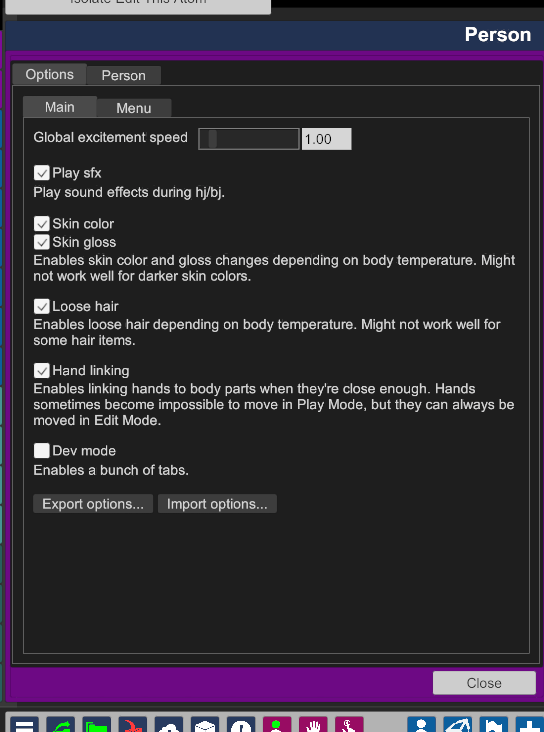 Isolate Edit This Atom
Person
Options
Person
Main
Menu
Global excitement speed
1.00
Play sfx
Play sound effects during hj/bj.
Skin color
Skin gloss
Enables skin color and gloss changes depending on body temperature. Might
not work well for darker skin colors.
Loose hair
Enables loose hair depending on body temperature. Might not work well for
some hair items.
Hand linking
Enables linking hands to body parts when they're close enough. Hands
sometimes become impossible to move in Play Mode, but they can always be
moved in Edit Mode.
Dev mode
Enables a bunch of tabs.
Export options...
Import options...
Close